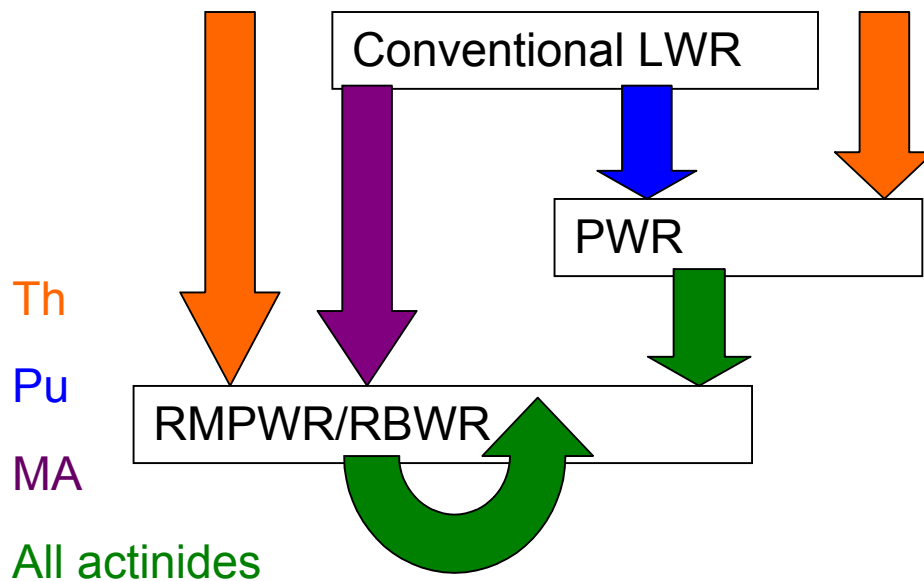 Conventional LWR
PWR
Th
Pu
RMPWR/RBWR
MA
All actinides